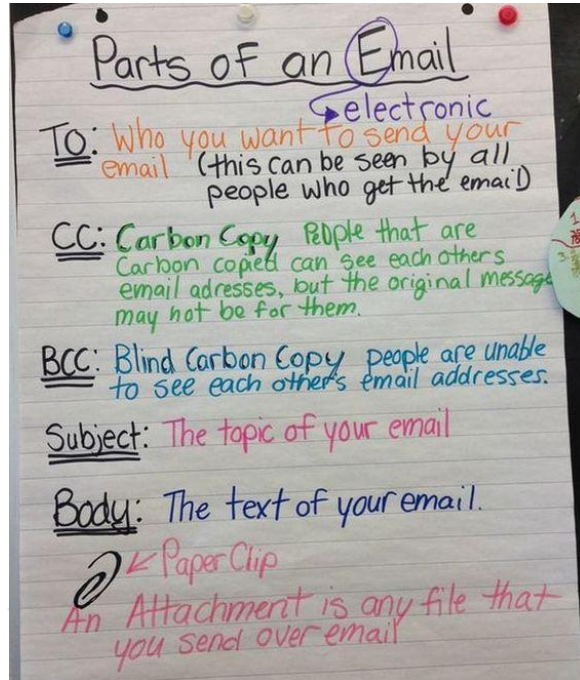 Parts of an Email
electronic
TO: Who you want to send your
email (this can be seen by all
people who get the email)
CC: Carbon Copy People that are
Carbon copied can see each others
email adresses, but the original message
may not be for them.
BCC: Blind Carbon Copy people are unable
to see each other's email addresses.
Subject: The topic of your email
Body: The text of your email.
Paper Clip
An Attachment is any file that
you send over email